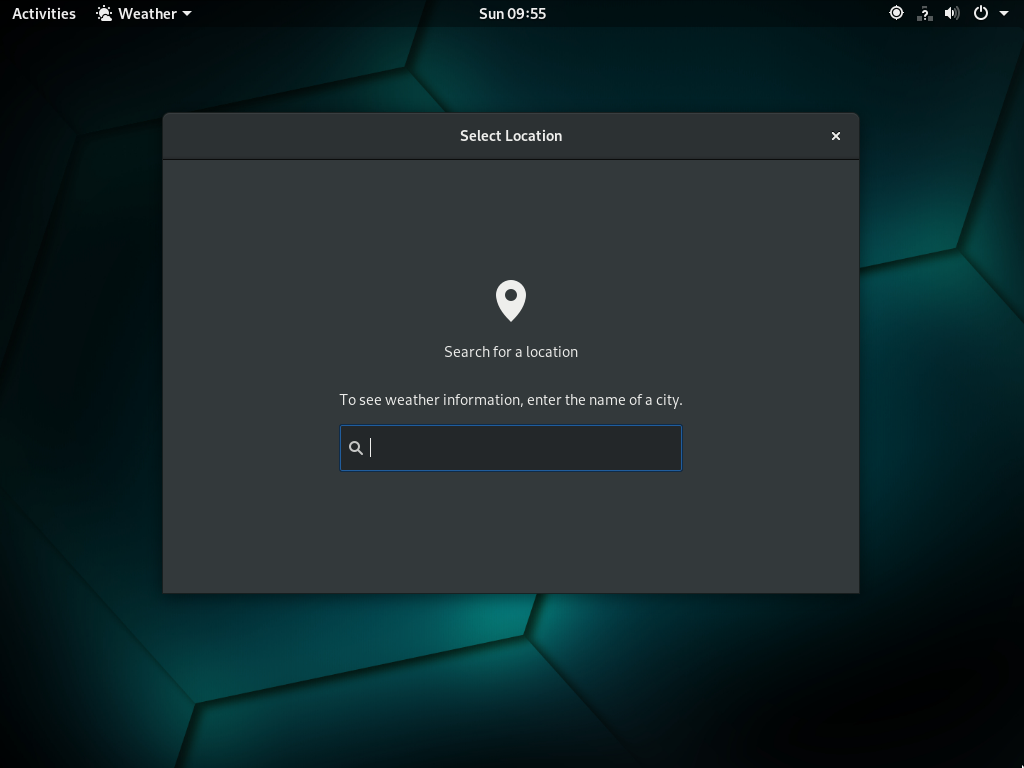 Activities Weather Sun 09:55
Select Location
Search for a location
To see weather information, enter the name of a city.